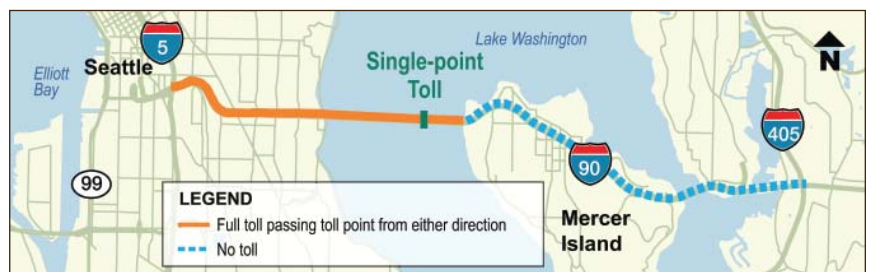 5
Seattle
Elliott
Bay
Lake Washington
Single-point
Toll
N
405
90
99
Mercer
Island
LEGEND
Full toll passing toll point from either direction
No toll